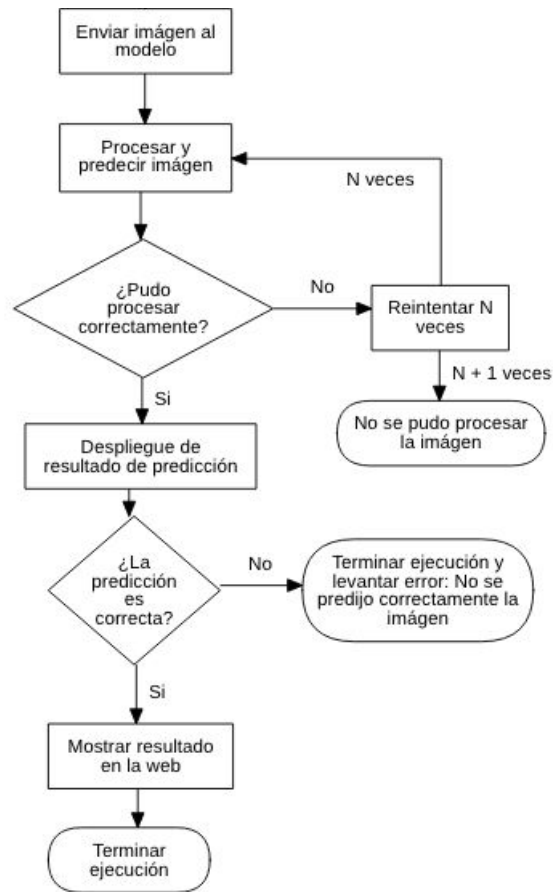 Enviar imágen al
modelo
Procesar y
predecir imágen
N veces
¿Pudo
procesar
correctamente?
No
Reintentar N
veces
N + 1 veces
Si
No se pudo procesar
la imágen
Despliegue de
resultado de predicción
¿La
predicción
es
correcta?
No
Terminar ejecución y
levantar error: No se
predijo correctamente la
imágen
Si
Mostrar resultado
en la web
Terminar
ejecución